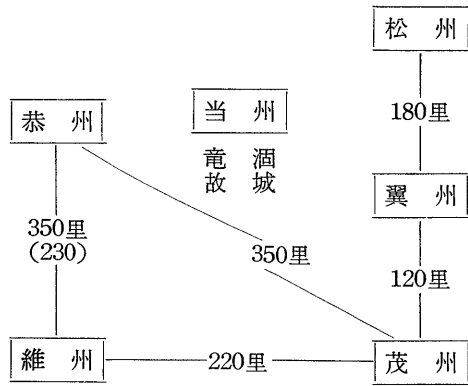 松 州
180里
当 州
恭 州
竜 涸
故 城
翼 州
350里
(230)
350里
120里
維 州
220里
茂 州